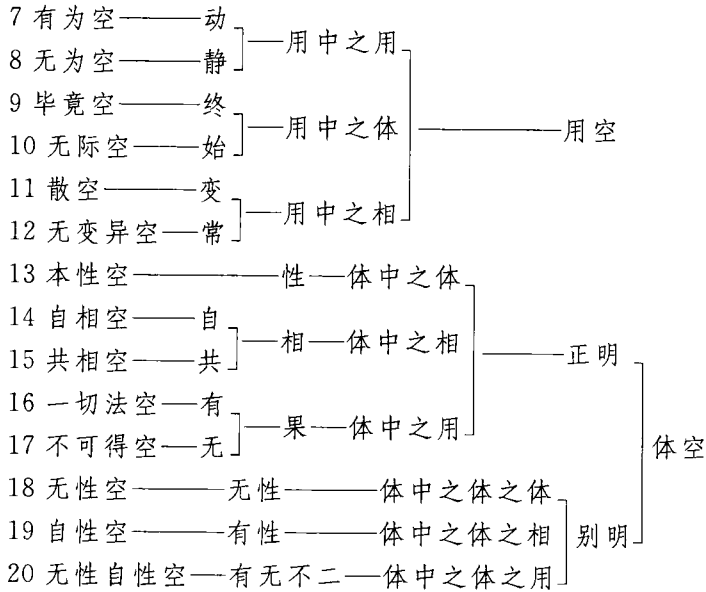 7 有为空——动
8 无为空——静
用中之用
9 毕竟空——终
10 无际空——始
用中之体
用空
11 散空——变
12 无变异空—常
用中之相
13 本性空——性—体中之体
14 自相空—自
15 共相空—共
相—体中之相
正明
16 一切法空—有
17 不可得空—无
果—体中之用
体空
18 无性空——无性——体中之体之体
19 自性空——有性——体中之体之相
别明
20 无性自性空—有无不二—体中之体之用